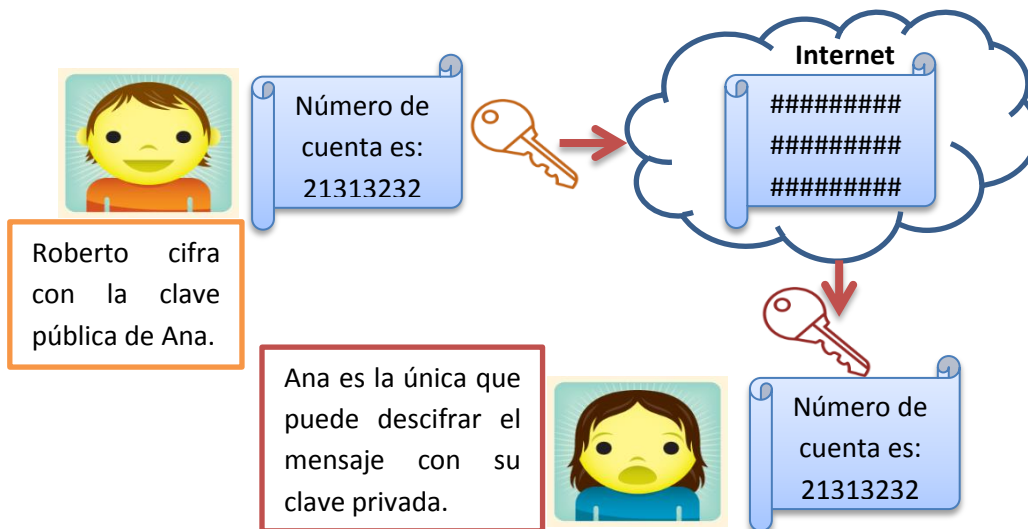 Internet
Número de
cuenta es:
21313232
#########
#########
#########
Roberto cifra
con la clave
pública de Ana.
Ana es la única que
puede descifrar el
mensaje con su
clave privada.
Número de
cuenta es:
21313232